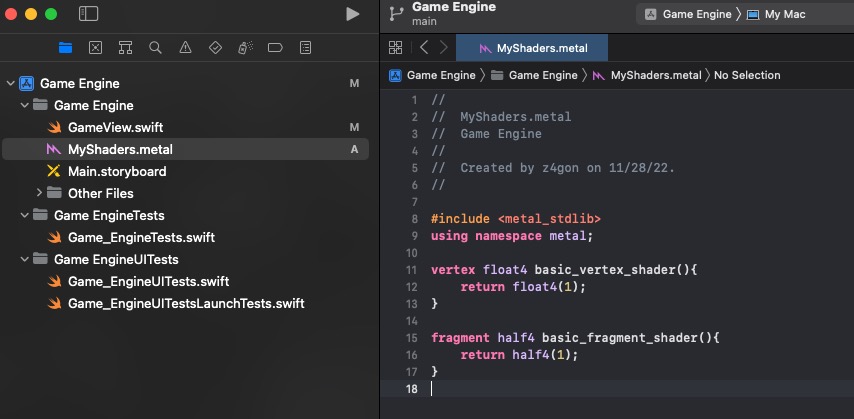 Game Engine
main
Game Engine
My Mac
MyShaders.metal
Game Engine
Game Engine
MyShaders.metal
No Selection
Game Engine M
Game Engine
GameView.swift M
MyShaders.metal A
Main.storyboard
Other Files
Game EngineTests
Game_EngineTests.swift
Game EngineUITests
Game_EngineUITests.swift
Game_EngineUITestsLaunchTests.swift
1 //
2 //  MyShaders.metal
3 //  Game Engine
4 //
5 //  Created by z4gon on 11/28/22.
6 //
7
8 #include <metal_stdlib>
9 using namespace metal;
10
11 vertex float4 basic_vertex_shader(){
12     return float4(1);
13 }
14
15 fragment half4 basic_fragment_shader(){
16     return half4(1);
17 }
18